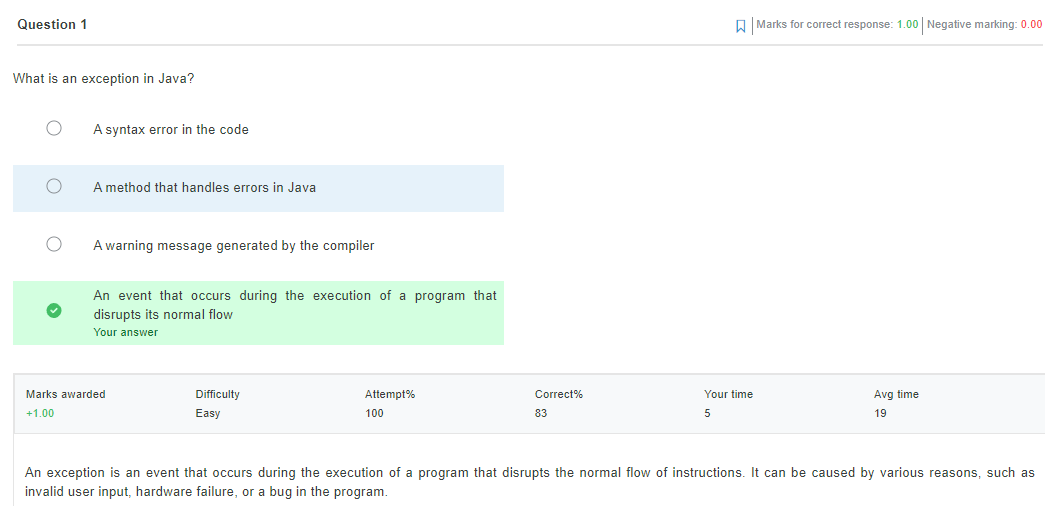 Question 1
Marks for correct response: 1.00 Negative marking: 0.00
What is an exception in Java?
A syntax error in the code
A method that handles errors in Java
A warning message generated by the compiler
An event that occurs during the execution of a program that
disrupts its normal flow
Your answer
Marks awarded Difficulty Attempt% Correct% Your time Avg time
+1.00 Easy 100 83 5 19
An exception is an event that occurs during the execution of a program that disrupts the normal flow of instructions. It can be caused by various reasons, such as
invalid user input, hardware failure, or a bug in the program.